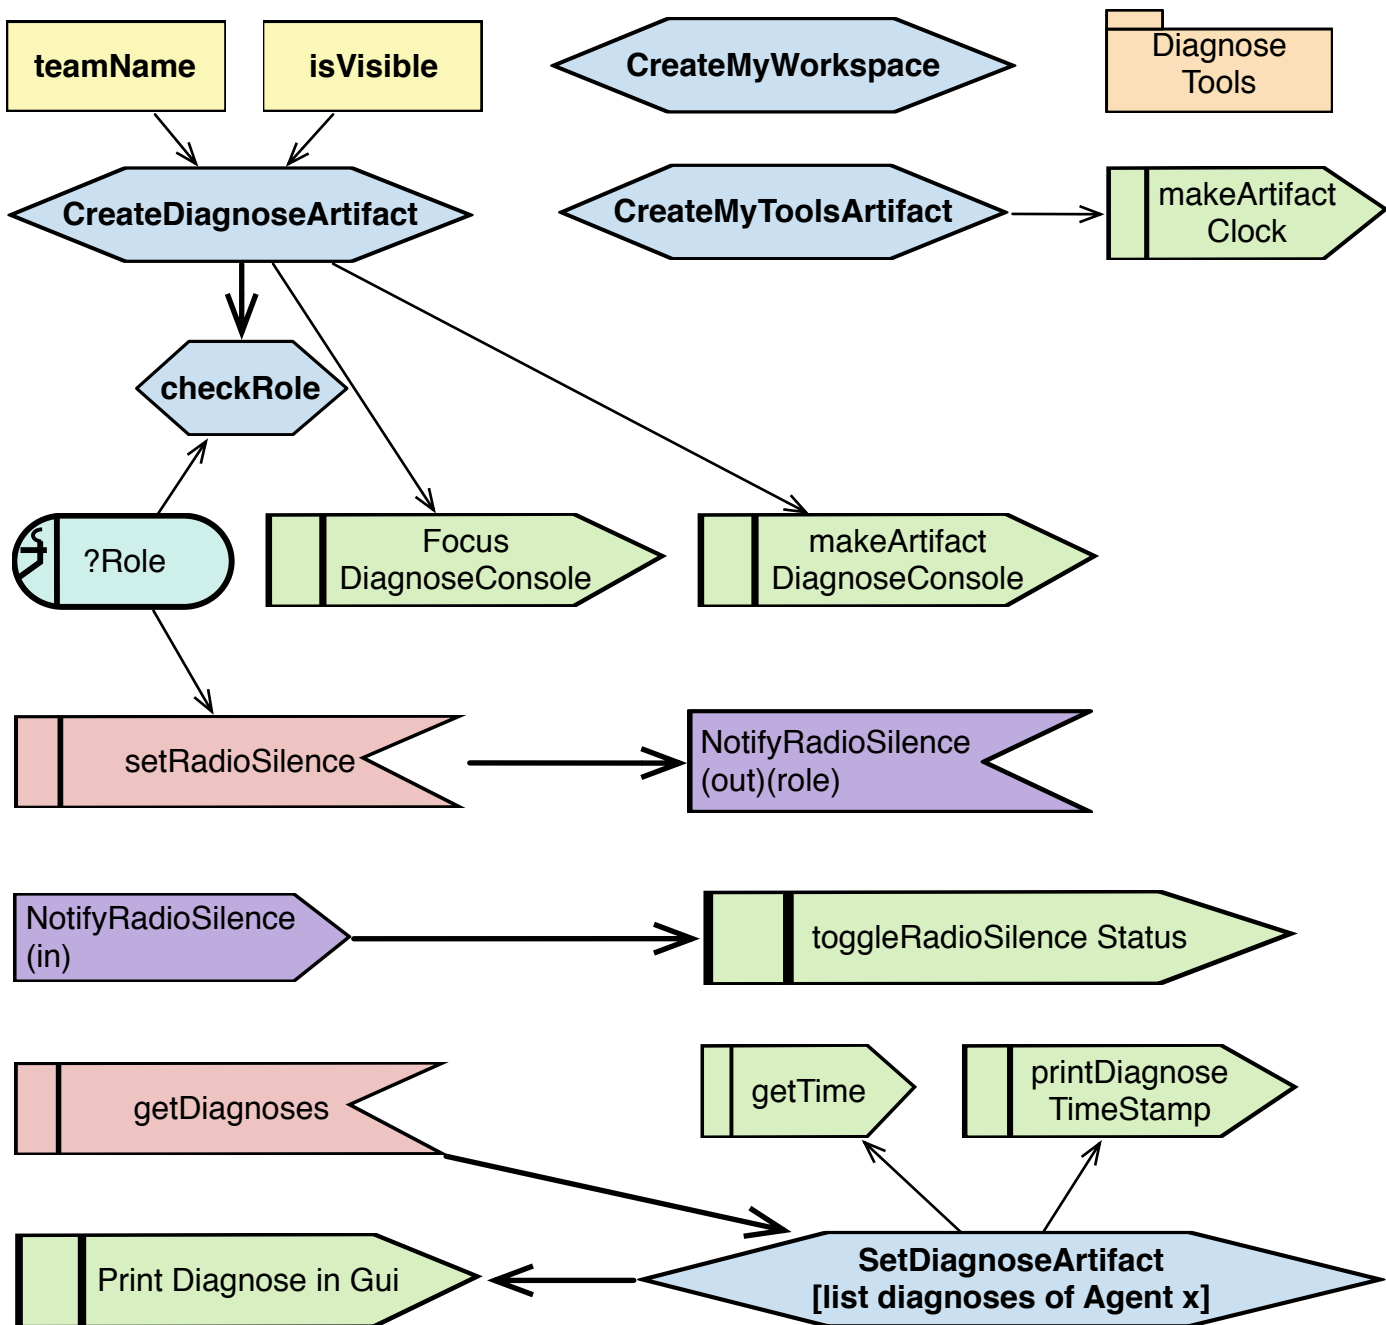 teamName
isVisible
CreateMyWorkspace
Diagnose
Tools
CreateDiagnoseArtifact
CreateMyToolsArtifact
makeArtifact
Clock
checkRole
?Role
Focus
DiagnoseConsole
makeArtifact
DiagnoseConsole
setRadioSilence
NotifyRadioSilence
(out)(role)
NotifyRadioSilence
(in)
toggleRadioSilence Status
getDiagnoses
getTime
printDiagnose
TimeStamp
Print Diagnose in Gui
SetDiagnoseArtifact
[list diagnoses of Agent x]